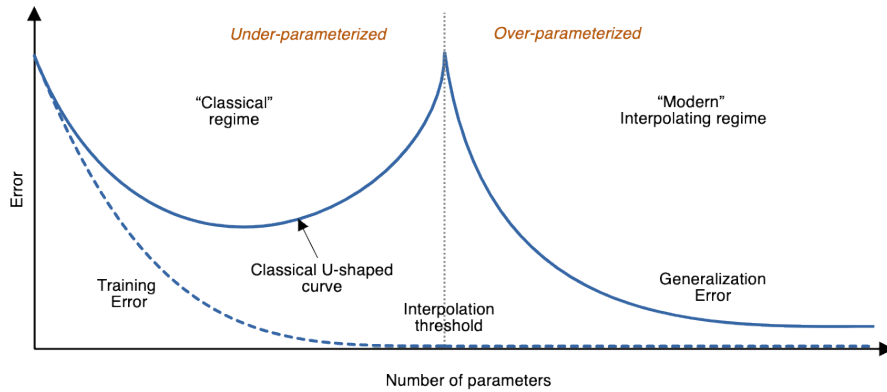 Under-parameterized
Over-parameterized
“Classical”
regime
“Modern”
Interpolating regime
Error
Classical U-shaped
curve
Training
Error
Interpolation
threshold
Generalization
Error
Number of parameters